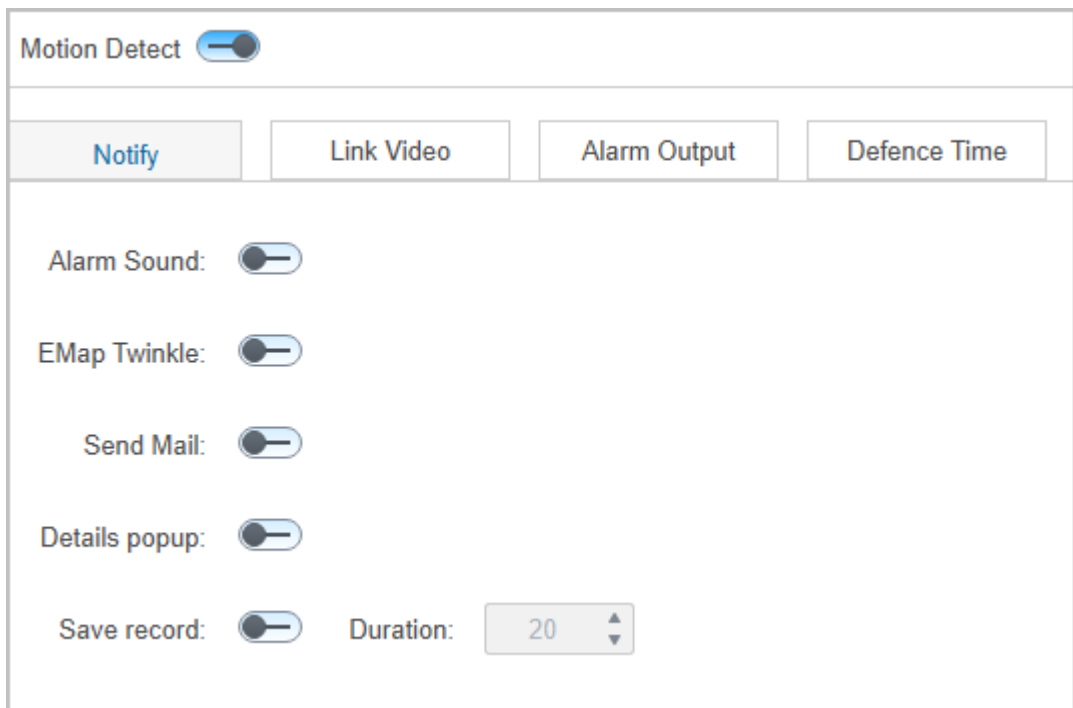 Motion Detect
Notify Link Video Alarm Output Defence Time
Alarm Sound:
EMap Twinkle:
Send Mail:
Details popup:
Save record: Duration: 20